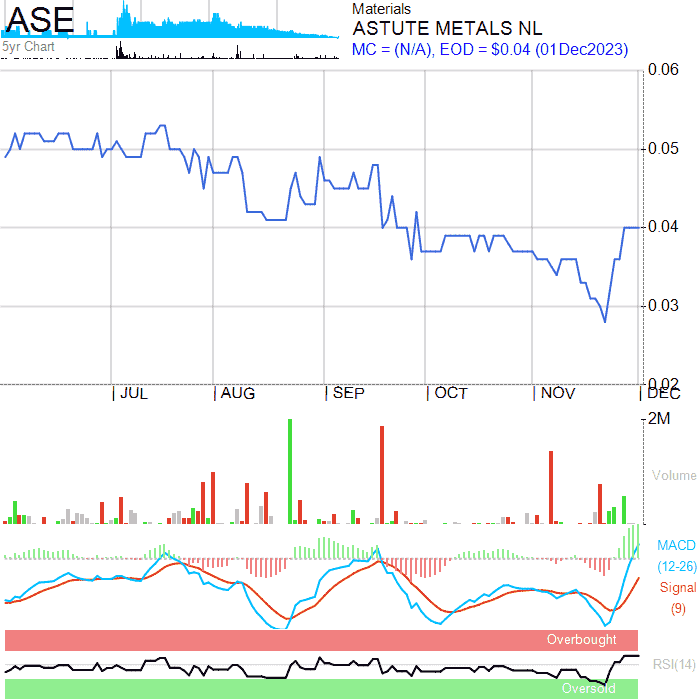 ASE
5yr Chart
Materials
ASTUTE METALS NL
MC = (N/A), EOD = $0.04 (01Dec2023)
0.06
0.05
0.04
0.03
0.02
JUL AUG SEP OCT NOV DEC
2M
Volume
MACD
(12-26)
Signal
(9)
Overbought
RSI(14)
Oversold